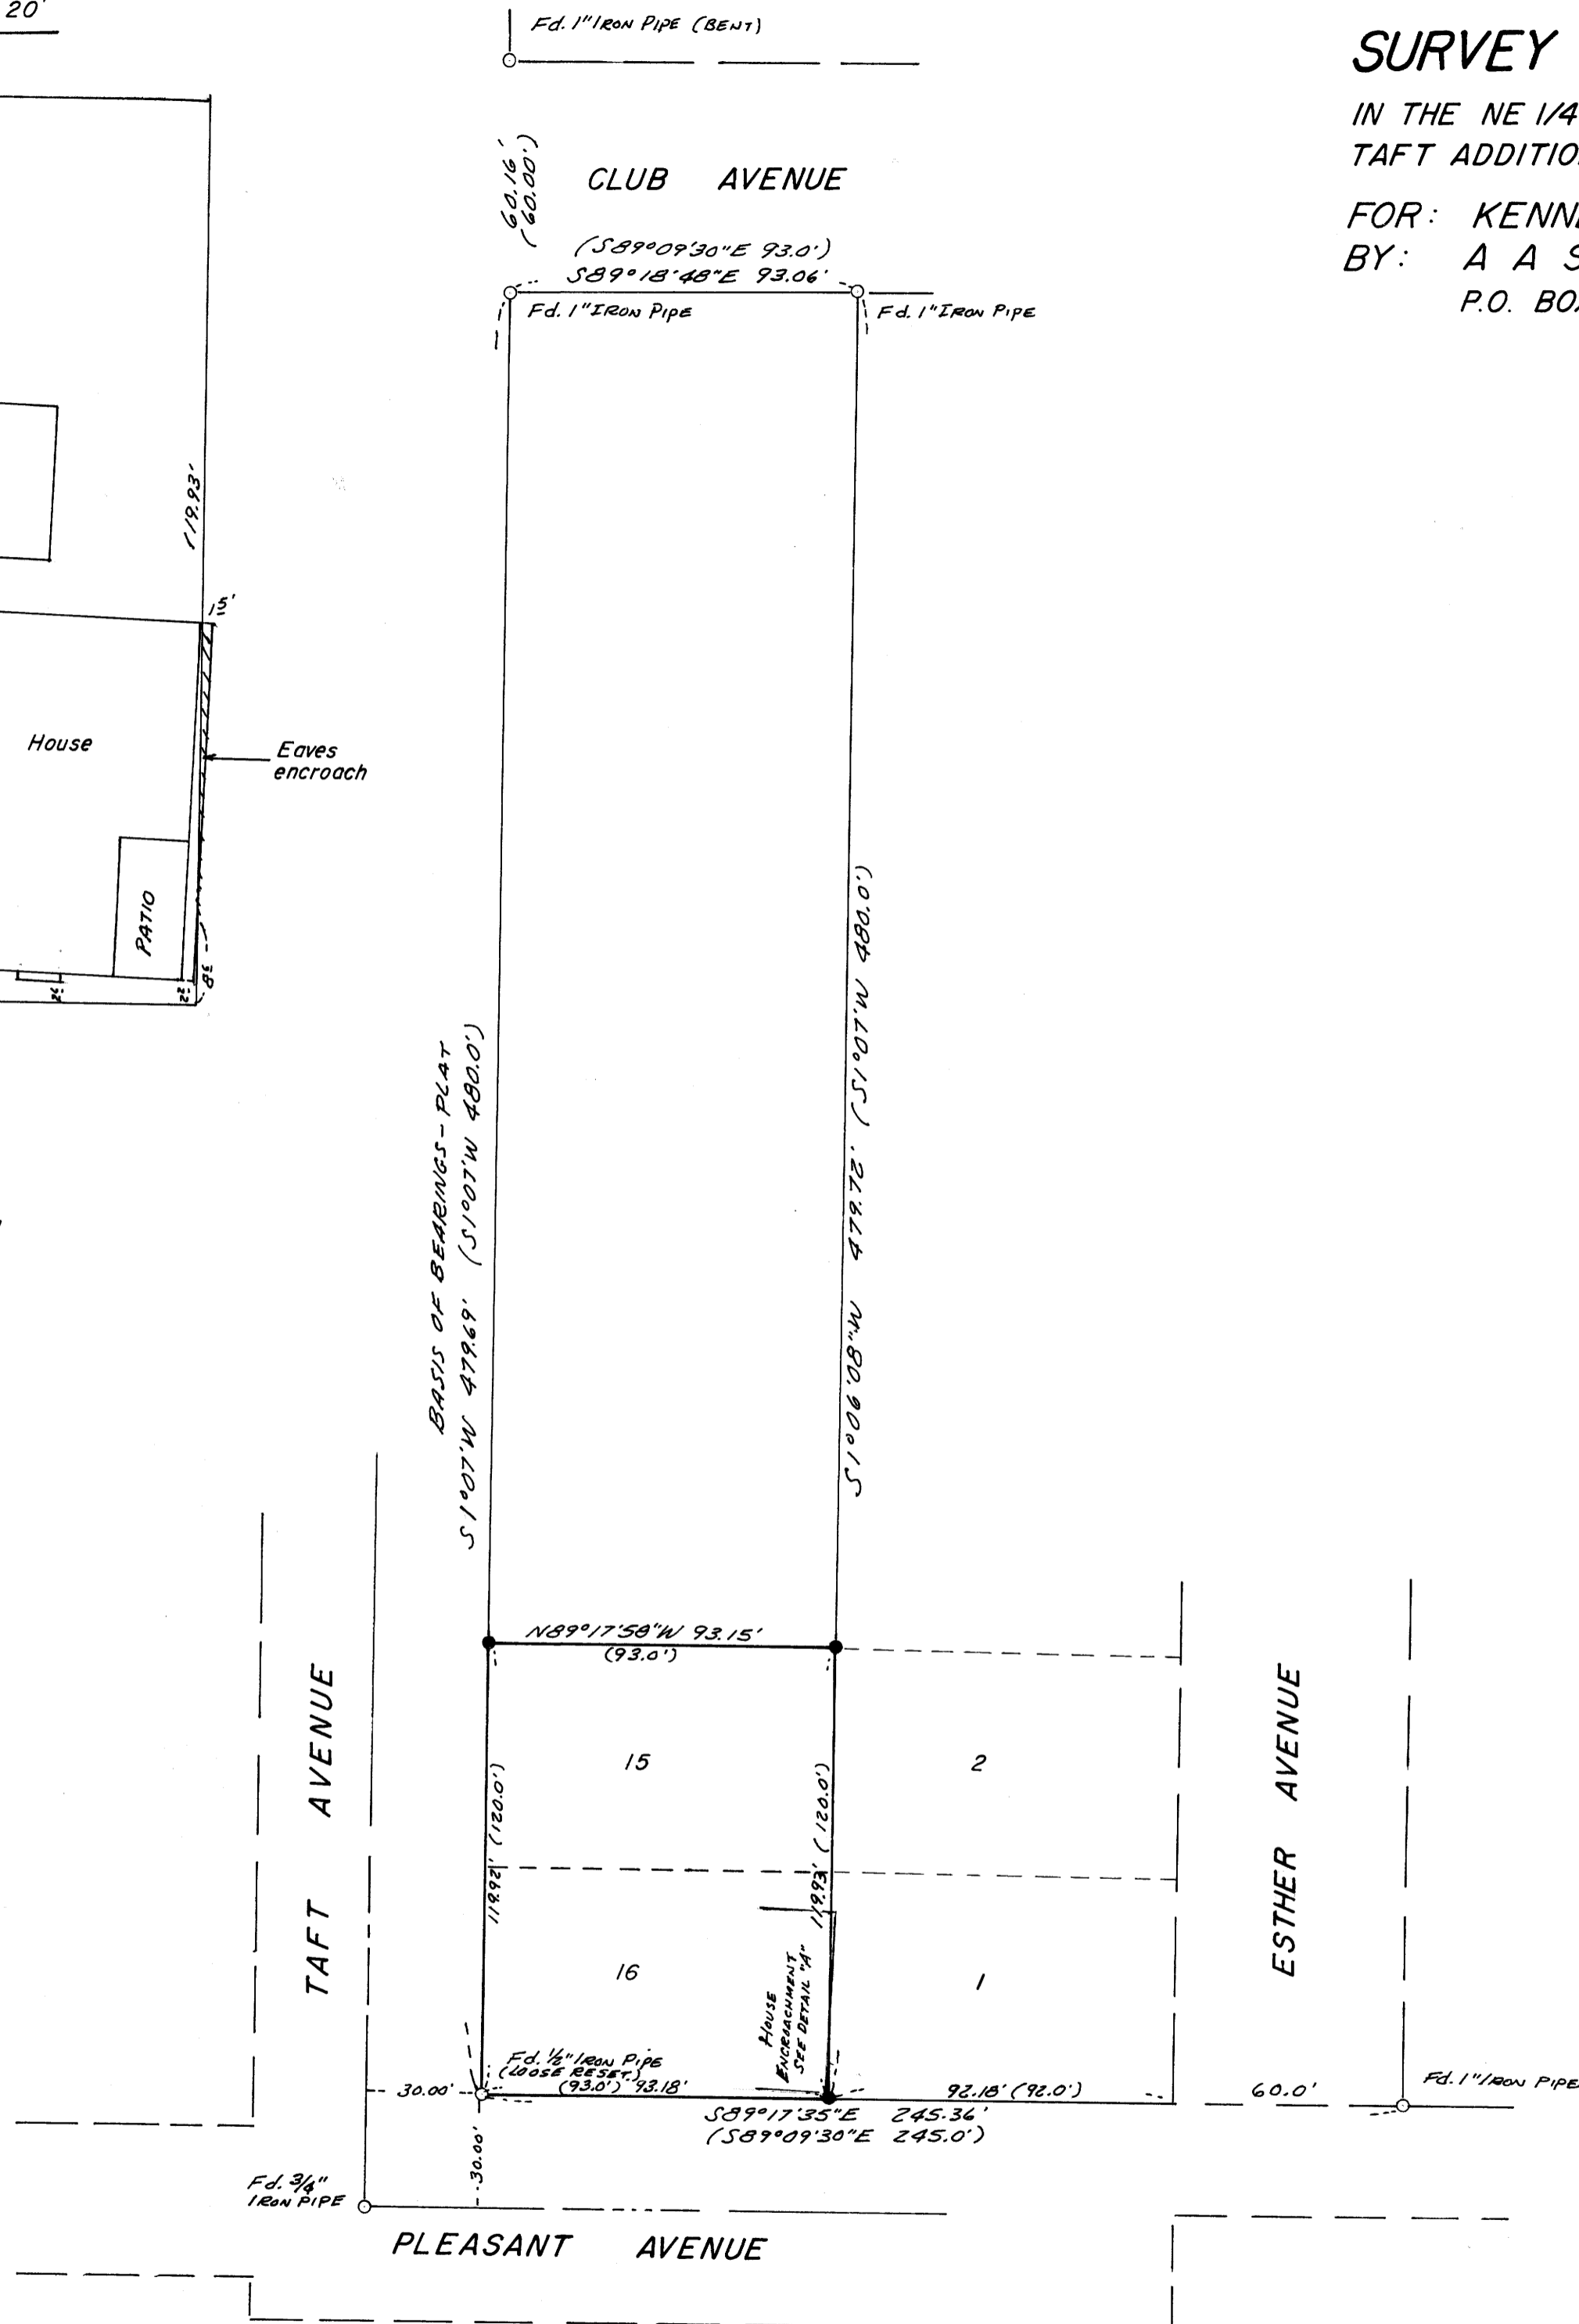 20'
Fd. 1" IRON PIPE (BENT)
SURVEY
IN THE NE 1/4
TAFT ADDITIO
FOR: KENN
BY: A A S
P.O. BO
60.16'
(60.00')
CLUB AVENUE
(S89°09'30"E 93.0')
S89°18'48"E 93.06'
Fd. 1" IRON PIPE
Fd. 1" IRON PIPE
119.93'
1⁵'
House
Eaves
encroach
PATIO
BASIS OF BEARINGS-PLAT
S1°07'W 479.69' (S1°07'W 480.0')
S1°06'08"W 479.72' (S1°07'W 480.0')
N89°17'58"W 93.15'
(93.0')
TAFT AVENUE
ESTHER AVENUE
15
2
119.92' (120.0')
119.93' (120.0')
16
1
HOUSE
ENCROACHMENT
SEE DETAIL "A"
Fd. 1/2" IRON PIPE
(LOOSE RESET)
30.00'
(93.0') 93.18'
92.18' (92.0')
60.0'
Fd. 1" IRON PIPE
S89°17'35"E 245.36'
(S89°09'30"E 245.0')
30.00'
Fd. 3/4"
IRON PIPE
PLEASANT AVENUE